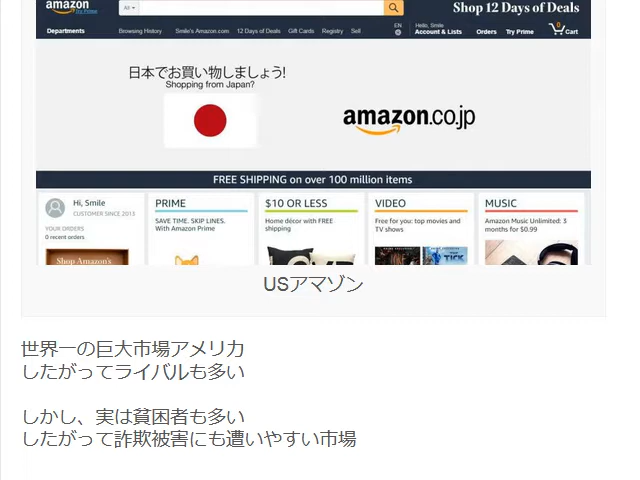 amazon
Try Prime
All
Shop 12 Days of Deals
Departments
Browsing History Smile's Amazon.com 12 Days of Deals Gift Cards Registry Sell
EN
Hello, Smile
Account & Lists
Orders
Try Prime
0
Cart
日本でお買い物しましょう!
Shopping from Japan?
amazon.co.jp
FREE SHIPPING on over 100 million items
Hi, Smile
CUSTOMER SINCE 2013
YOUR ORDERS
0 recent orders
Shop Amazon's
PRIME
SAVE TIME. SKIP LINES.
With Amazon Prime
$10 OR LESS
Home décor with FREE
shipping
VIDEO
Free for you: top movies and
TV shows
TICK
MUSIC
Amazon Music Unlimited: 3
months for $0.99
USアマゾン
世界一の巨大市場アメリカ
したがってライバルも多い
しかし、実は貧困者も多い
したがって詐欺被害にも遭いやすい市場